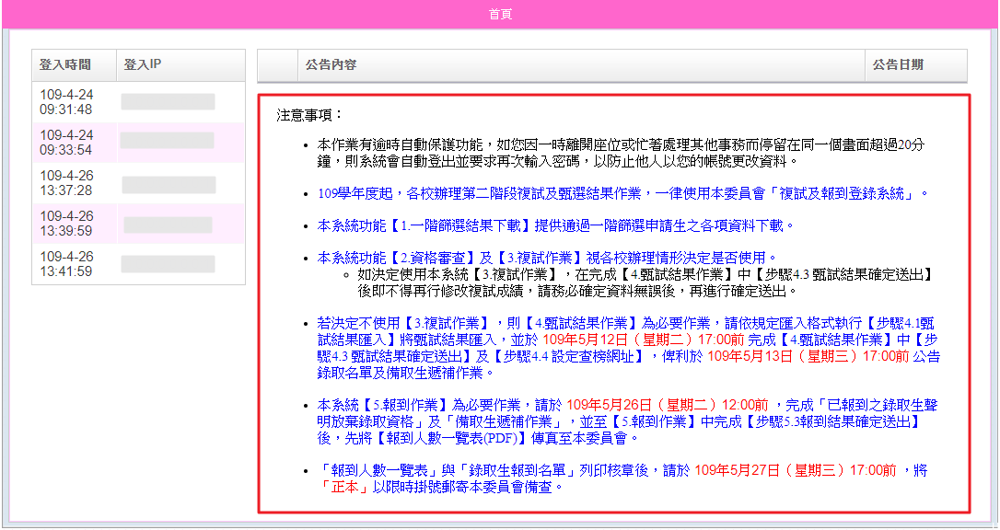 首頁
登入時間 登入IP
109-4-24
09:31:48
109-4-24
09:33:54
109-4-26
13:37:28
109-4-26
13:39:59
109-4-26
13:41:59
公告內容 公告日期
注意事項：
• 本作業有逾時自動保護功能，如您因一時離開座位或忙著處理其他事務而停留在同一個畫面超過20分
鐘，則系統會自動登出並要求再次輸入密碼，以防止他人以您的帳號更改資料。
• 109學年度起，各校辦理第二階段複試及甄選結果作業，一律使用本委員會「複試及報到登錄系統」。
• 本系統功能【1.一階篩選結果下載】提供通過一階篩選申請生之各項資料下載。
• 本系統功能【2.資格審查】及【3.複試作業】視各校辦理情形決定是否使用。
◦ 如決定使用本系統【3.複試作業】，在完成【4.甄試結果作業】中【步驟4.3 甄試結果確定送出】
後即不得再行修改複試成績，請務必確定資料無誤後，再進行確定送出。
• 若決定不使用【3.複試作業】，則【4.甄試結果作業】為必要作業，請依規定匯入格式執行【步驟4.1甄
試結果匯入】將甄試結果匯入，並於 109年5月12日（星期二）17:00前 完成【4.甄試結果作業】中【步
驟4.3 甄試結果確定送出】及【步驟4.4 設定查榜網址】，俾利於 109年5月13日（星期三）17:00前 公告
錄取名單及備取生遞補作業。
• 本系統【5.報到作業】為必要作業，請於 109年5月26日（星期二）12:00前 ，完成「已報到之錄取生聲
明放棄錄取資格」及「備取生遞補作業」，並至【5.報到作業】中完成【步驟5.3報到結果確定送出】
後，先將【報到人數一覽表(PDF)】傳真至本委員會。
• 「報到人數一覽表」與「錄取生報到名單」列印核章後，請於 109年5月27日（星期三）17:00前 ，將
「正本」以限時掛號郵寄本委員會備查。